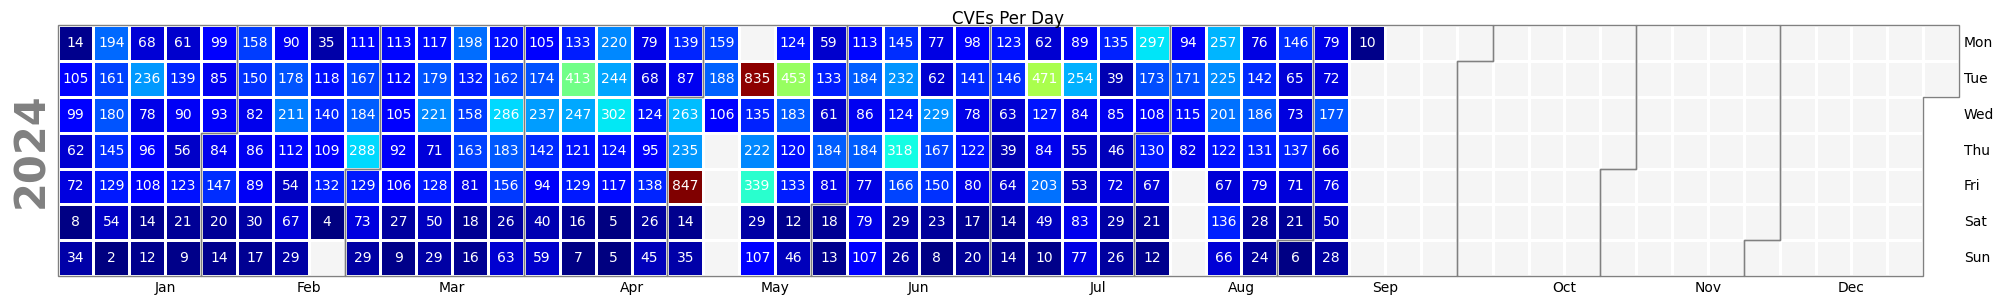 CVEs Per Day
14 194 68 61 99 158 90 35 111 113 117 198 120 105 133 220 79 139 159 124 59 113 145 77 98 123 62 89 135 297 94 257 76 146 79 10 Mon
105 161 236 139 85 150 178 118 167 112 179 132 162 174 413 244 68 87 188 835 453 133 184 232 62 141 146 471 254 39 173 171 225 142 65 72 Tue
99 180 78 90 93 82 211 140 184 105 221 158 286 237 247 302 124 263 106 135 183 61 86 124 229 78 63 127 84 85 108 115 201 186 73 177 Wed
62 145 96 56 84 86 112 109 288 92 71 163 183 142 121 124 95 235 222 120 184 184 318 167 122 39 84 55 46 130 82 122 131 137 66 Thu
72 129 108 123 147 89 54 132 129 106 128 81 156 94 129 117 138 847 339 133 81 77 166 150 80 64 203 53 72 67 67 79 71 76 Fri
8 54 14 21 20 30 67 4 73 27 50 18 26 40 16 5 26 14 29 12 18 79 29 23 17 14 49 83 29 21 136 28 21 50 Sat
34 2 12 9 14 17 29 29 9 29 16 63 59 7 5 45 35 107 46 13 107 26 8 20 14 10 77 26 12 66 24 6 28 Sun
2024
Jan Feb Mar Apr May Jun Jul Aug Sep Oct Nov Dec